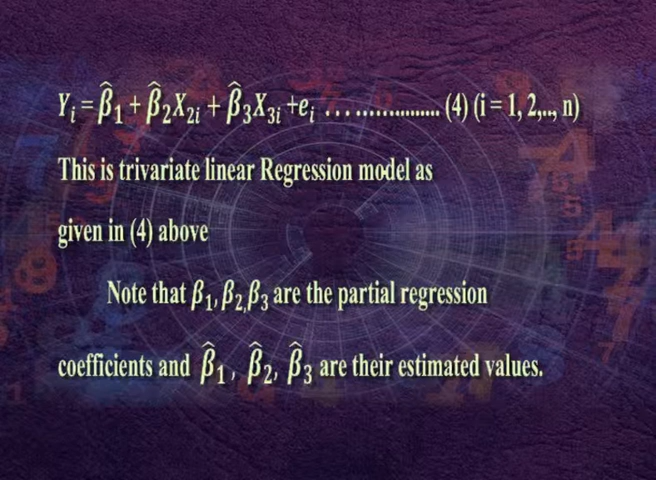 Yᵢ = β̂₁ + β̂₂X₂ᵢ + β̂₃X₃ᵢ +eᵢ ................ (4) (i = 1, 2,.., n)
This is trivariate linear Regression model as
given in (4) above
Note that β₁, β₂, β₃ are the partial regression
coefficients and β̂₁ , β̂₂, β̂₃ are their estimated values.